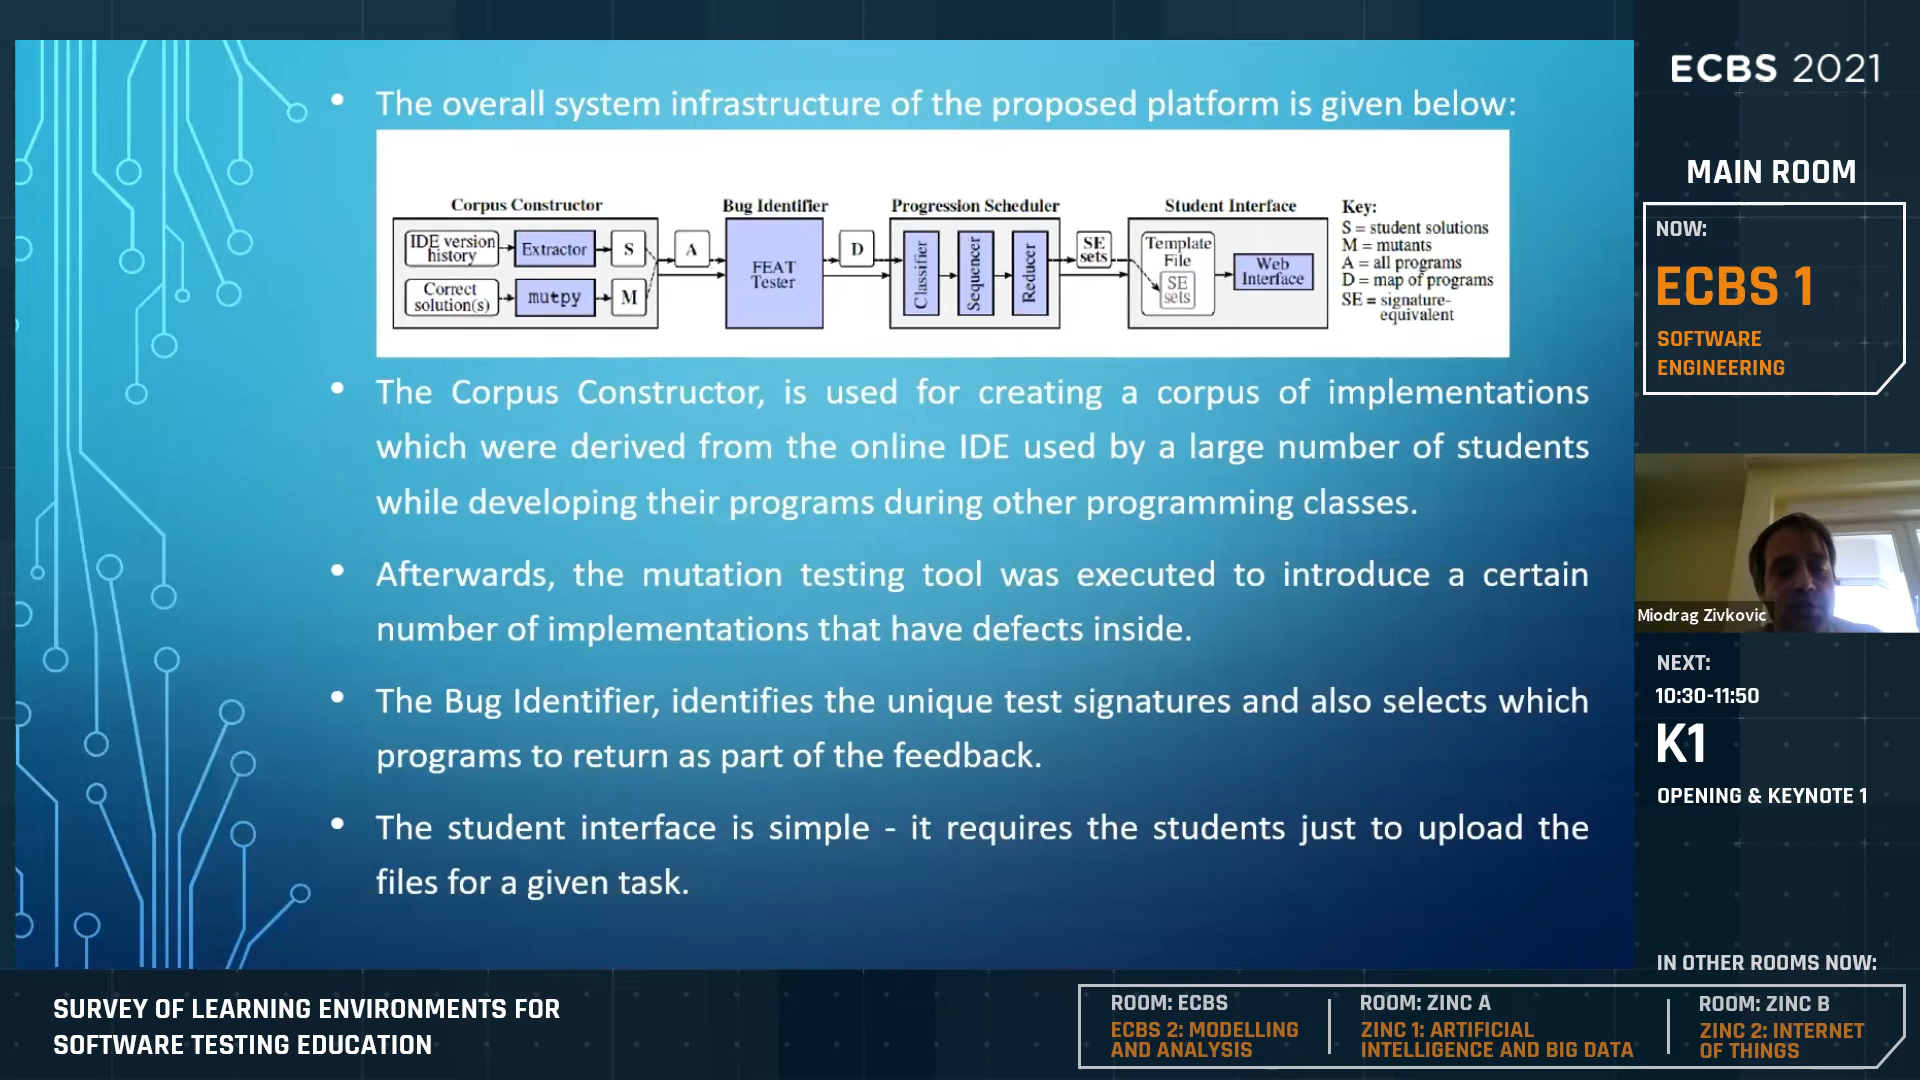 • The overall system infrastructure of the proposed platform is given below:
Corpus Constructor
IDE version
history
Extractor
S
Correct
solution(s)
mutpy
M
A
Bug Identifier
FEAT
Tester
D
Progression Scheduler
Classifier
Sequencer
Reducer
SE
sets
Student Interface
Template
File
SE
sets
Web
Interface
Key:
S = student solutions
M = mutants
A = all programs
D = map of programs
SE = signature-
equivalent
• The Corpus Constructor, is used for creating a corpus of implementations
which were derived from the online IDE used by a large number of students
while developing their programs during other programming classes.
• Afterwards, the mutation testing tool was executed to introduce a certain
number of implementations that have defects inside.
• The Bug Identifier, identifies the unique test signatures and also selects which
programs to return as part of the feedback.
• The student interface is simple - it requires the students just to upload the
files for a given task.
ECBS 2021
MAIN ROOM
NOW:
ECBS 1
SOFTWARE
ENGINEERING
Miodrag Zivkovic
NEXT:
10:30-11:50
K1
OPENING & KEYNOTE 1
IN OTHER ROOMS NOW:
SURVEY OF LEARNING ENVIRONMENTS FOR
SOFTWARE TESTING EDUCATION
ROOM: ECBS
ECBS 2: MODELLING
AND ANALYSIS
ROOM: ZINC A
ZINC 1: ARTIFICIAL
INTELLIGENCE AND BIG DATA
ROOM: ZINC B
ZINC 2: INTERNET
OF THINGS